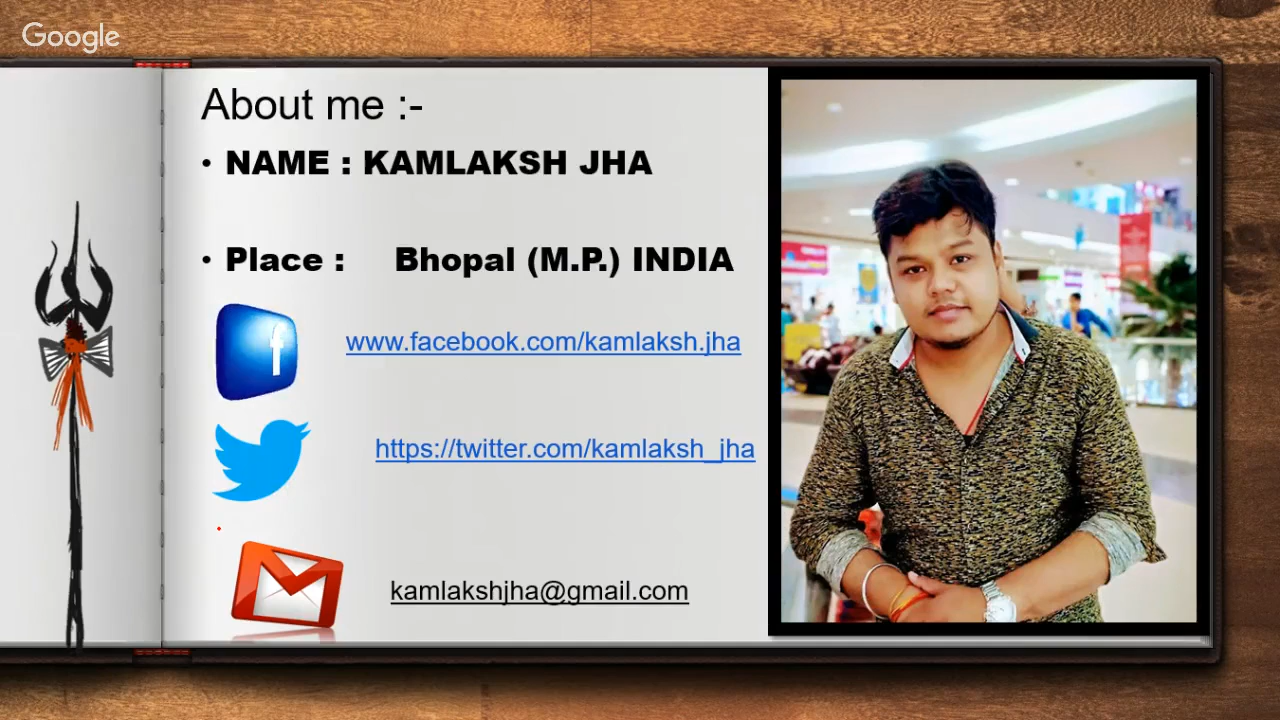 Google
About me :-
• NAME : KAMLAKSH JHA
• Place : Bhopal (M.P.) INDIA
f
www.facebook.com/kamlaksh.jha
https://twitter.com/kamlaksh_jha
kamlakshjha@gmail.com